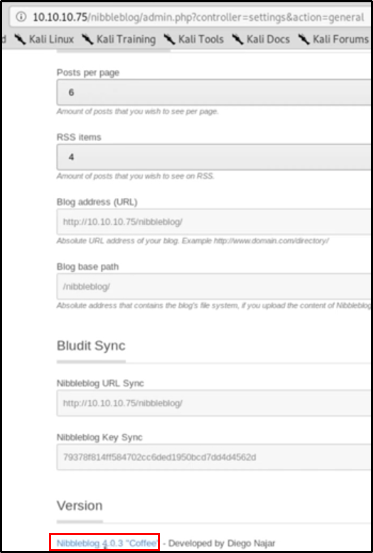 10.10.10.75/nibbleblog/admin.php?controller=settings&action=general
d Kali Linux Kali Training Kali Tools Kali Docs Kali Forums
Posts per page
6
Amount of posts that you wish to see per page.
RSS items
4
Amount of posts that you wish to see on RSS.
Blog address (URL)
http://10.10.10.75/nibbleblog/
Absolute URL address of your blog. Example http://www.domain.com/directory/
Blog base path
/nibbleblog/
Absolute address that contains the blog's file system, if you upload the content of Nibbleblog
Bludit Sync
Nibbleblog URL Sync
http://10.10.10.75/nibbleblog/
Nibbleblog Key Sync
79378f814ff584702cc6ded1950bcd7dd4d4562d
Version
Nibbleblog 4.0.3 "Coffee" - Developed by Diego Najar